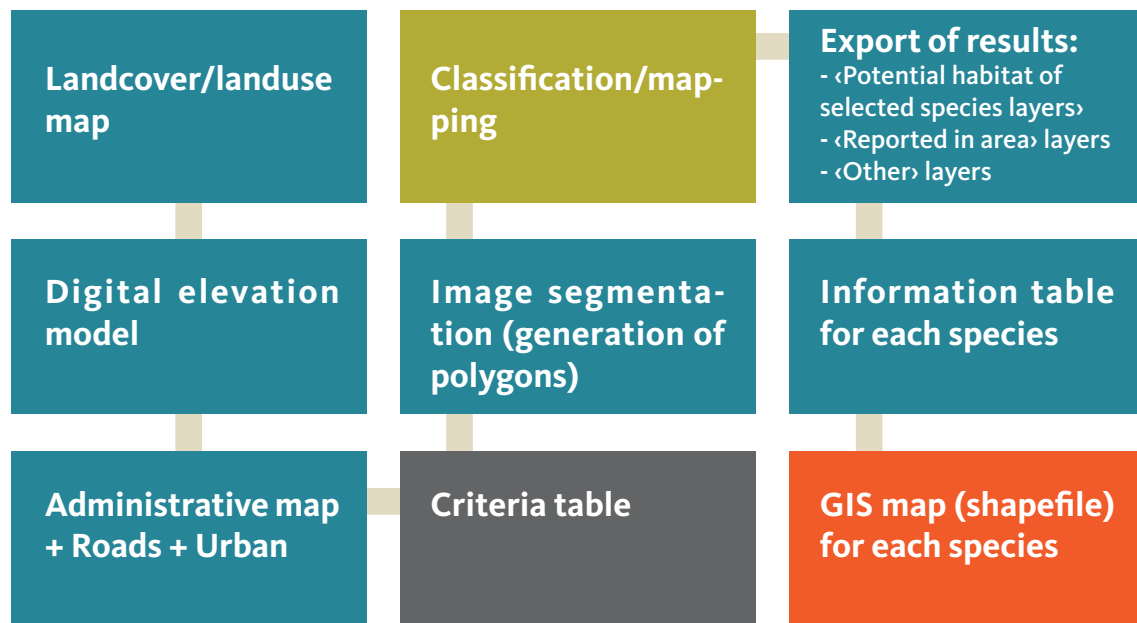 Landcover/landuse
map
Digital elevation
model
Administrative map
+ Roads + Urban
Criteria table
Image segmenta-
tion (generation of
polygons)
Classification/map-
ping
Export of results:
- ‹Potential habitat of
selected species layers›
- ‹Reported in area› layers
- ‹Other› layers
Information table
for each species
GIS map (shapefile)
for each species